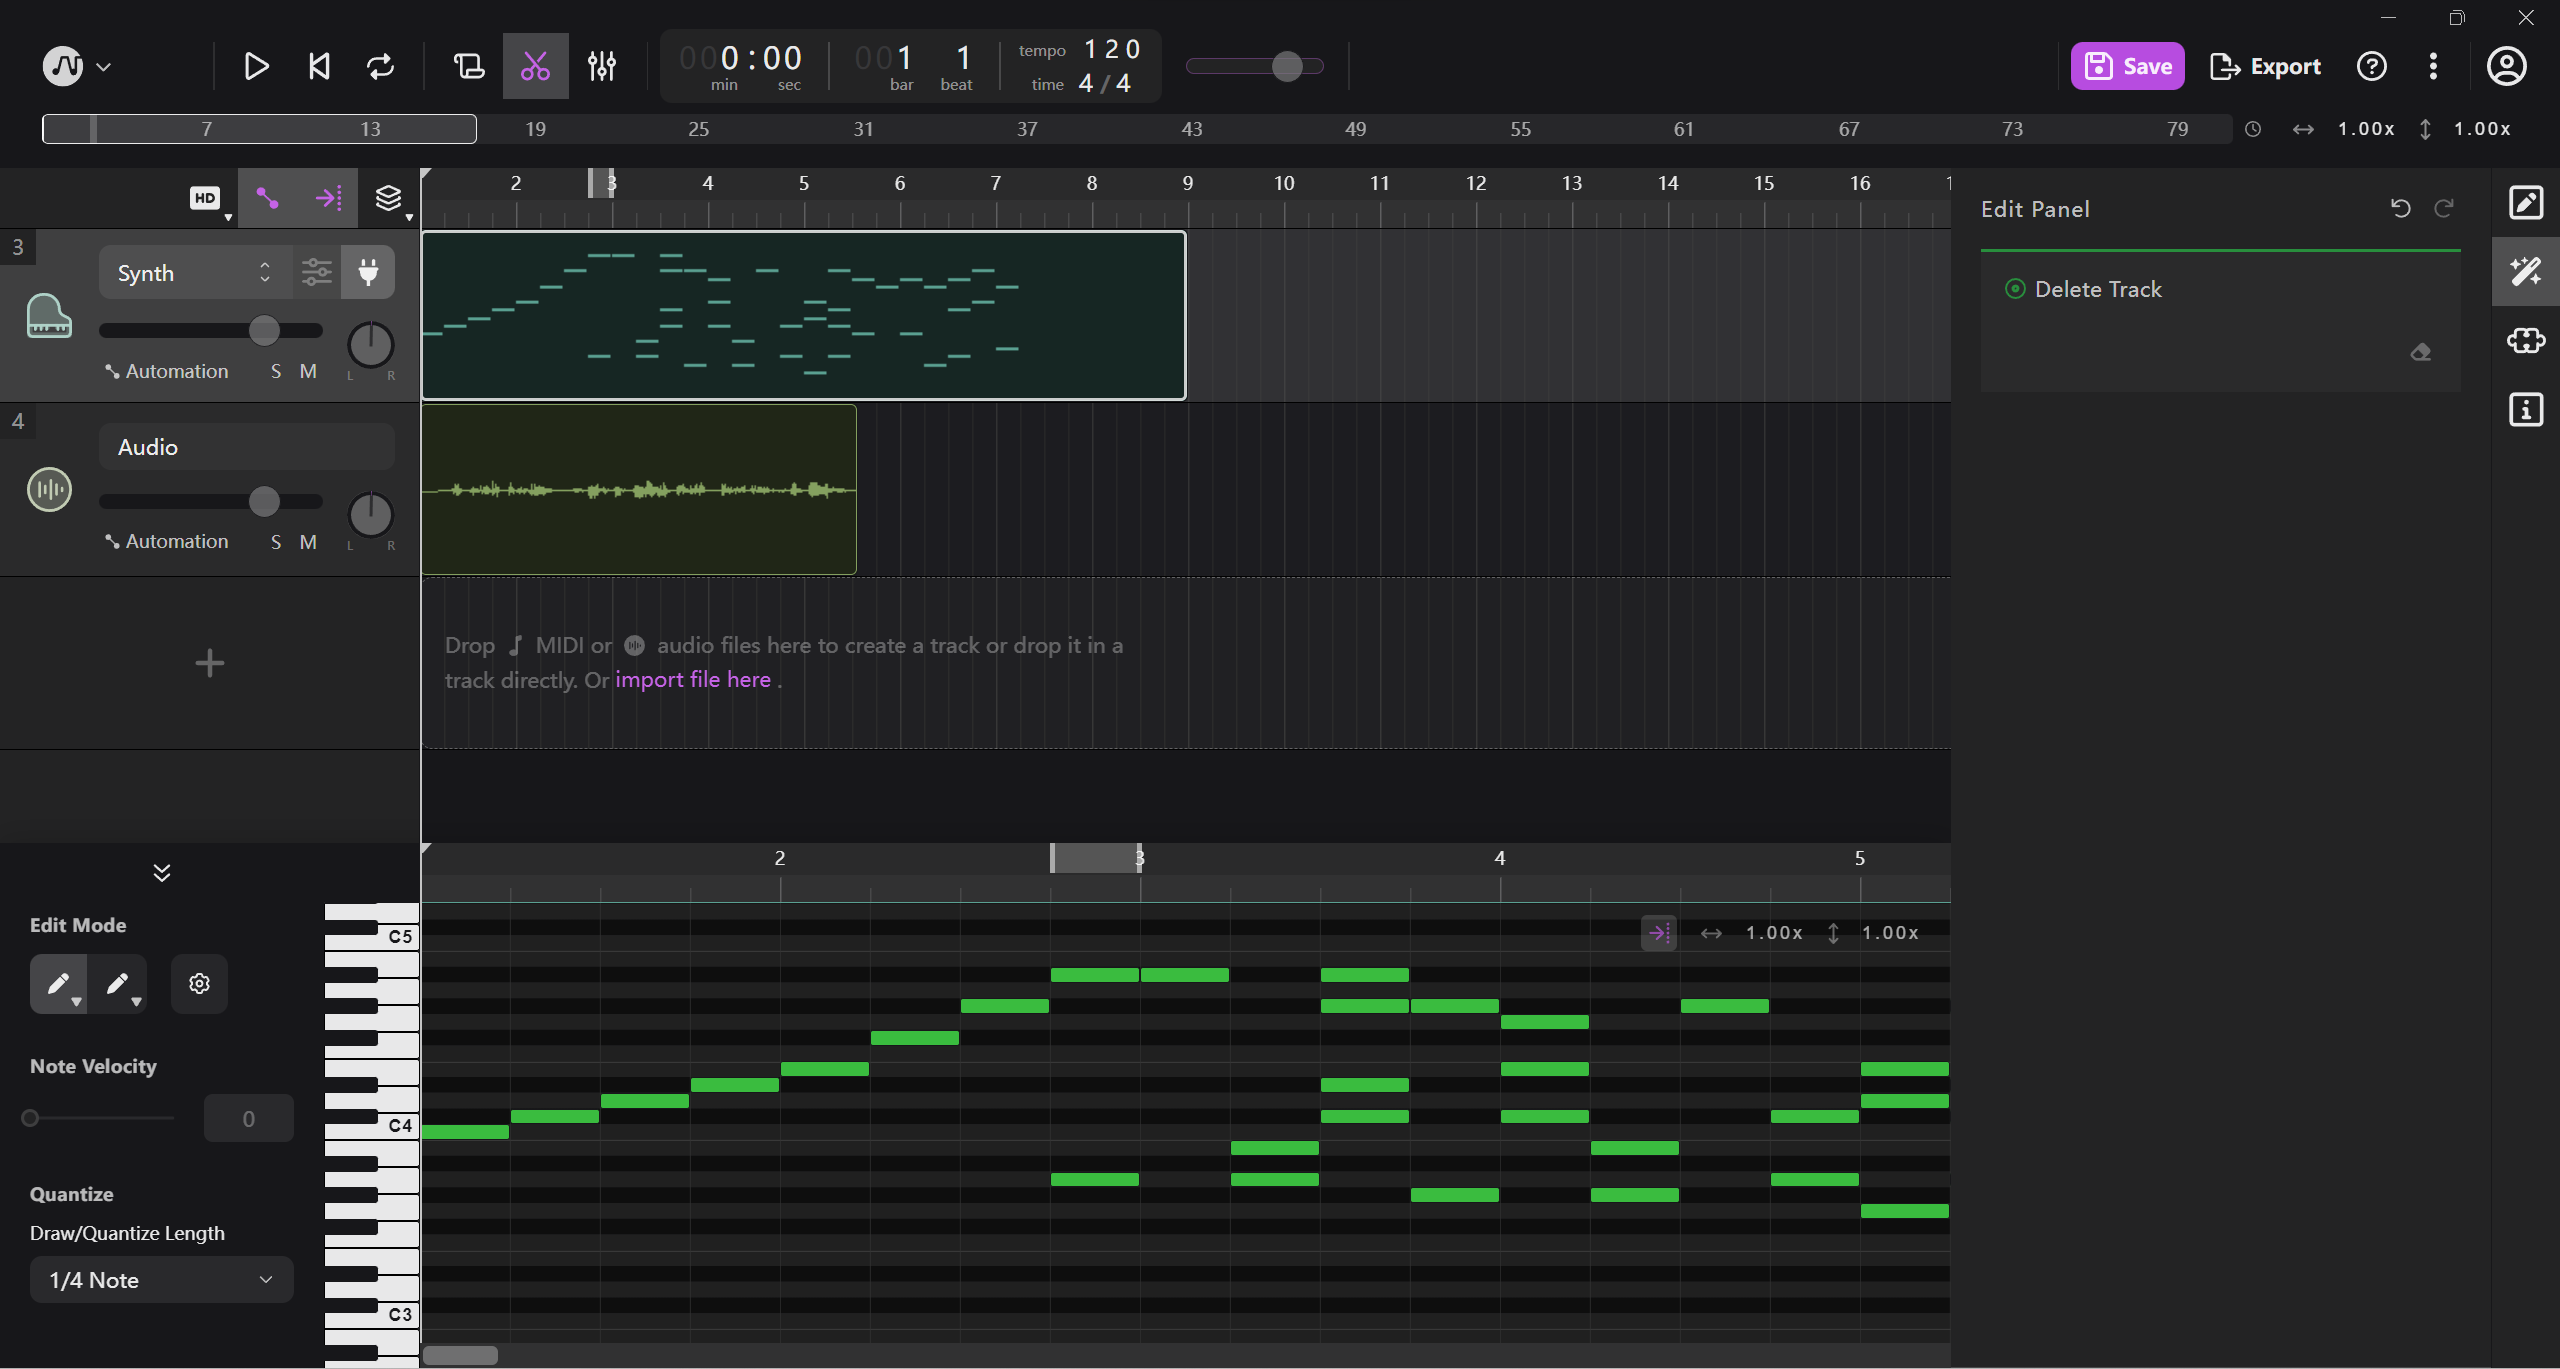 000:00
min sec
001 1
bar beat
tempo 120
time 4/4
Save
Export
7 13 19 25 31 37 43 49 55 61 67 73 79
1.00x 1.00x
HD
2 3 4 5 6 7 8 9 10 11 12 13 14 15 16
Edit Panel
Delete Track
3
Synth
Automation S M L R
4
Audio
Automation S M L R
Drop MIDI or audio files here to create a track or drop it in a
track directly. Or import file here .
2 3 4 5
1.00x 1.00x
Edit Mode
C5
Note Velocity
0
C4
Quantize
Draw/Quantize Length
1/4 Note
C3